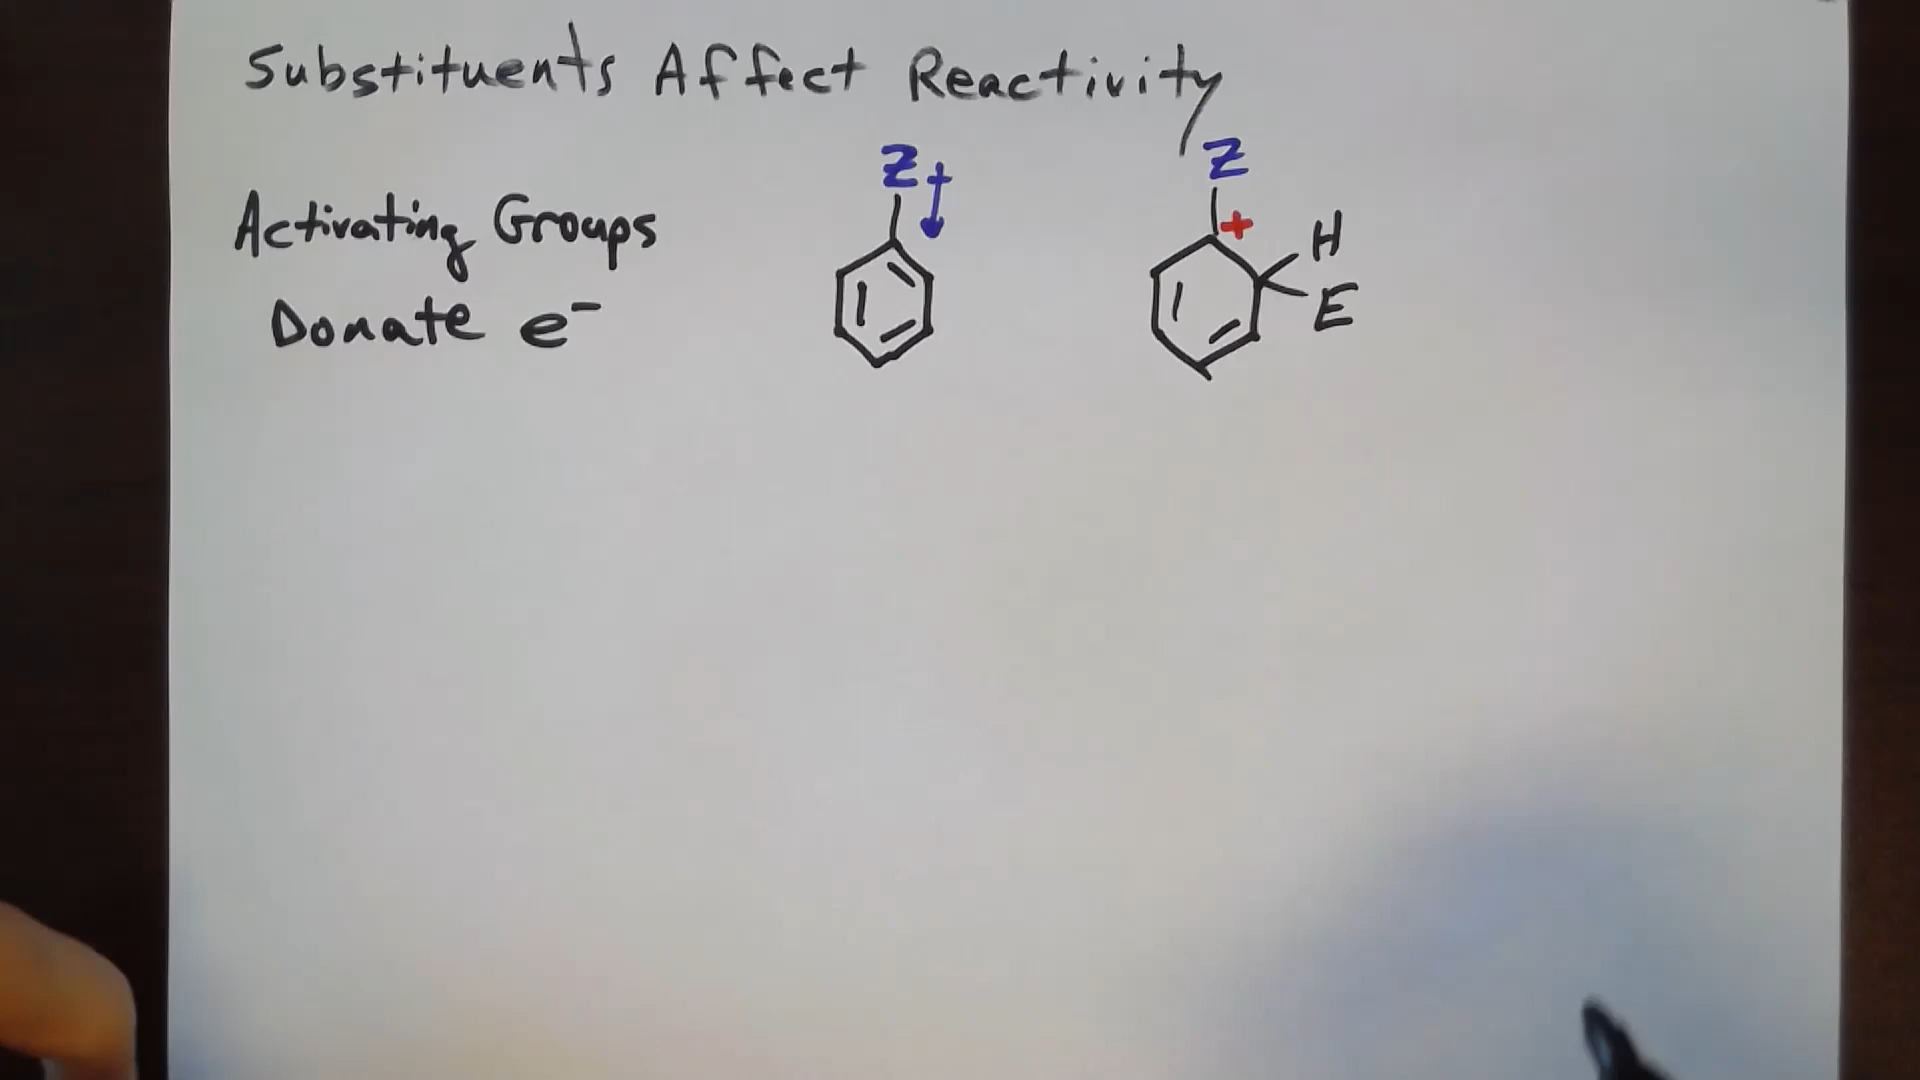 Substituents Affect Reactivity
Activating Groups
Donate e⁻
Z
Z
+
H
E